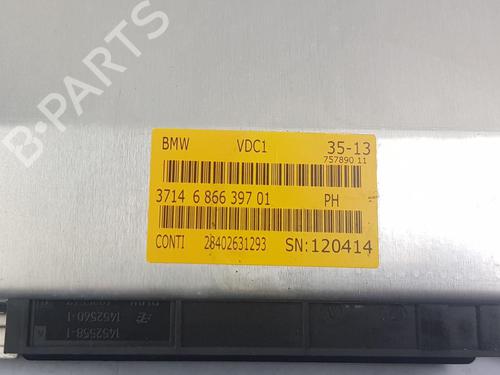 B-PARTS
BMW VDC1 35-13
757890 11
3714 6 866 397 01 PH
CONTI 28402631293 SN:120414
1452558-1
1452560-1